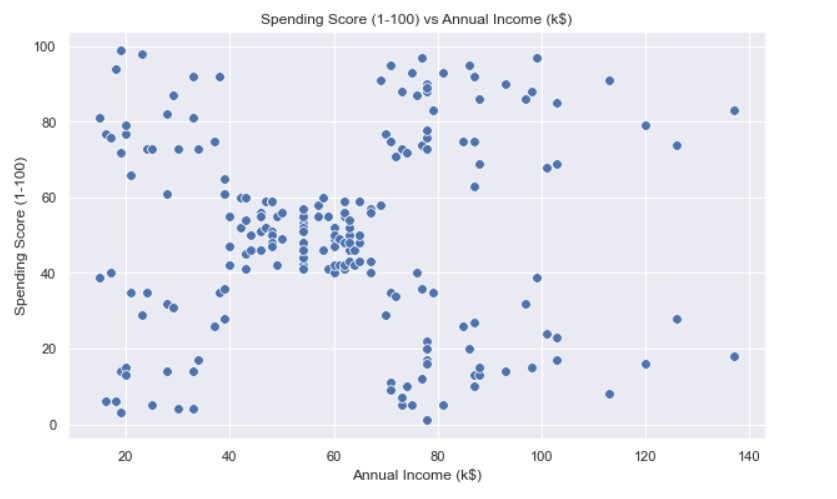 Spending Score (1-100) vs Annual Income (k$)
100
80
60
40
20
0
Spending Score (1-100)
20 40 60 80 100 120 140
Annual Income (k$)